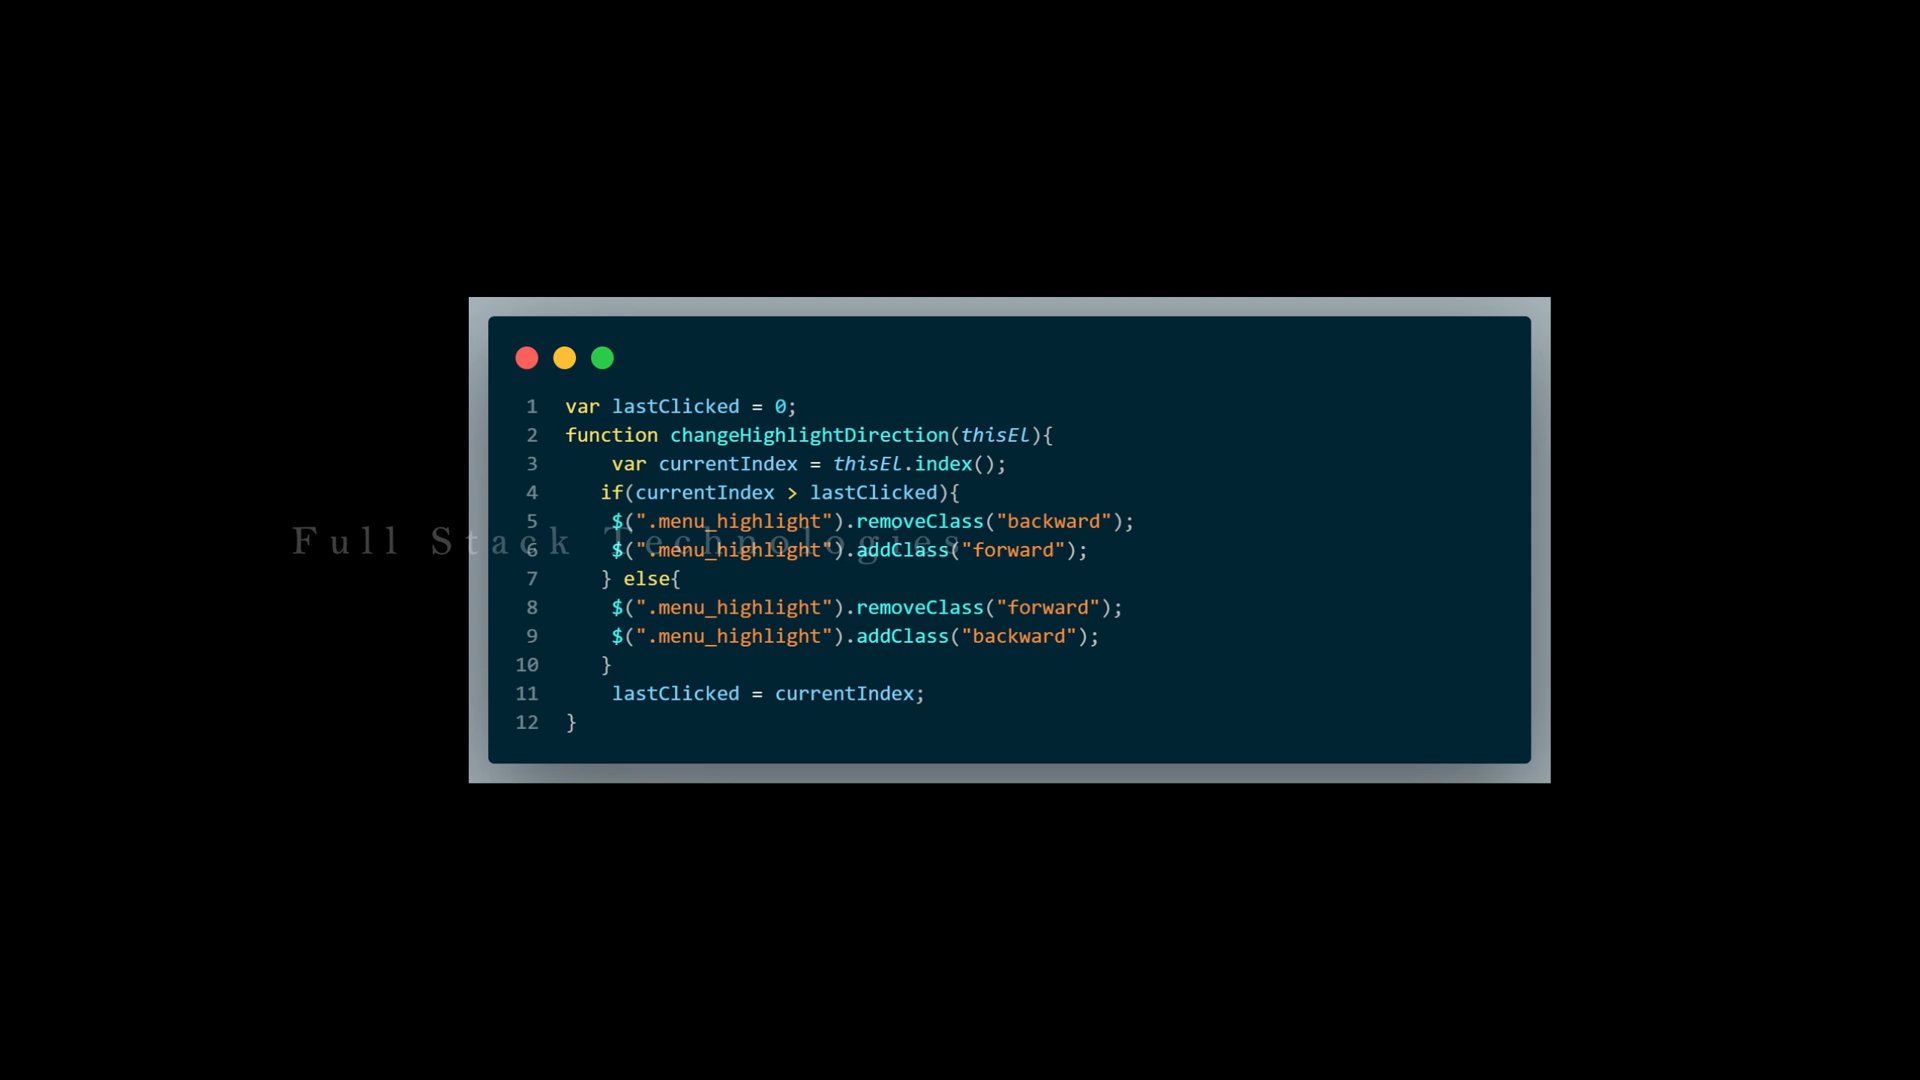 1 var lastClicked = 0;
2 function changeHighlightDirection(thisEl){
3 var currentIndex = thisEl.index();
4 if(currentIndex > lastClicked){
5 $(".menu_highlight").removeClass("backward");
6 $(".menu_highlight").addClass("forward");
7 } else{
8 $(".menu_highlight").removeClass("forward");
9 $(".menu_highlight").addClass("backward");
10 }
11 lastClicked = currentIndex;
12 }
Full Stack Technologies